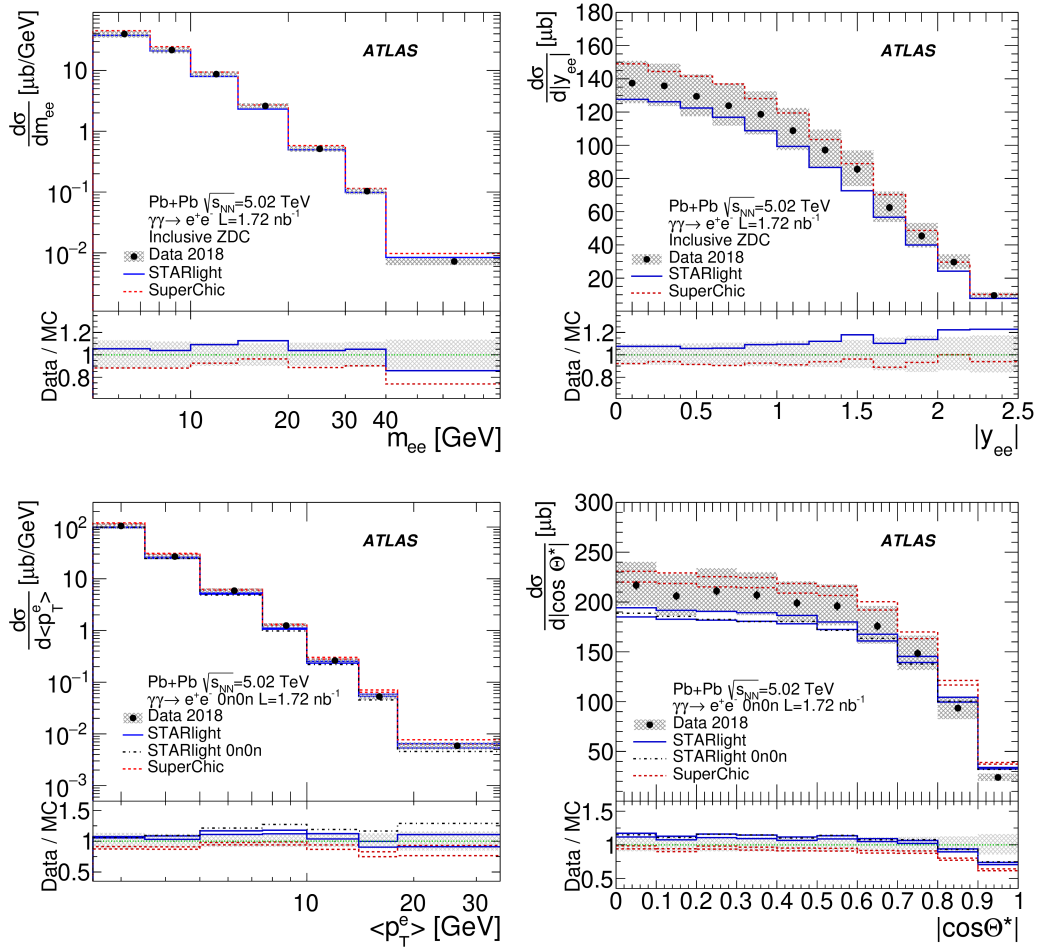 dσ/dm_ee [μb/GeV]
10
1
10⁻¹
10⁻²
ATLAS
Pb+Pb √s_NN=5.02 TeV
γγ→ e⁺e⁻ L=1.72 nb⁻¹
Inclusive ZDC
Data 2018
STARlight
SuperChic
Data / MC
1.2
1
0.8
10
20
30
40
m_ee [GeV]
dσ/d|y_ee| [μb]
180
160
140
120
100
80
60
40
20
ATLAS
Pb+Pb √s_NN=5.02 TeV
γγ→ e⁺e⁻ L=1.72 nb⁻¹
Inclusive ZDC
Data 2018
STARlight
SuperChic
Data / MC
1.2
1
0.8
0
0.5
1
1.5
2
2.5
|y_ee|
dσ/d<p_T^e> [μb/GeV]
10²
10
1
10⁻¹
10⁻²
10⁻³
ATLAS
Pb+Pb √s_NN=5.02 TeV
γγ→ e⁺e⁻ 0n0n L=1.72 nb⁻¹
Data 2018
STARlight
STARlight 0n0n
SuperChic
Data / MC
1.5
1
0.5
10
20
30
<p_T^e> [GeV]
dσ/d|cos Θ*| [μb]
300
250
200
150
100
50
ATLAS
Pb+Pb √s_NN=5.02 TeV
γγ→ e⁺e⁻ 0n0n L=1.72 nb⁻¹
Data 2018
STARlight
STARlight 0n0n
SuperChic
Data / MC
1.5
1
0.5
0 0.1 0.2 0.3 0.4 0.5 0.6 0.7 0.8 0.9 1
|cosΘ*|